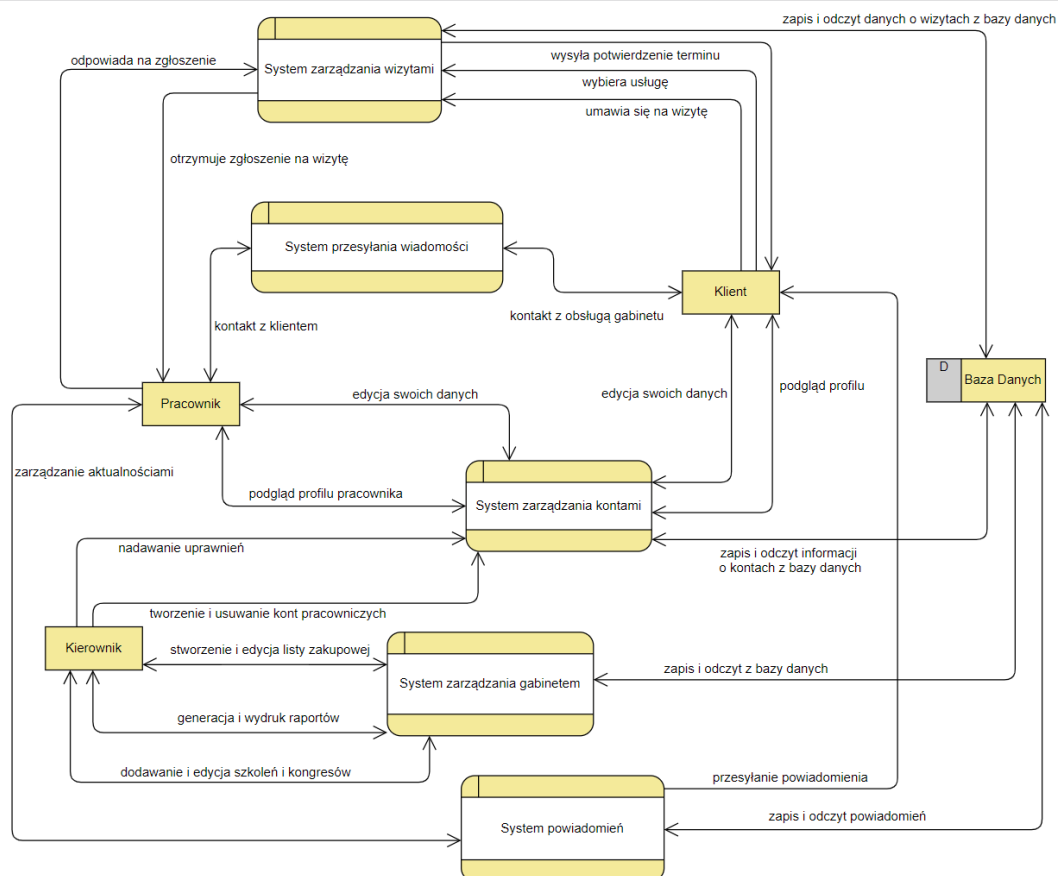 zapis i odczyt danych o wizytach z bazy danych
wysyła potwierdzenie terminu
odpowiada na zgłoszenie
System zarządzania wizytami
wybiera usługę
umawia się na wizytę
otrzymuje zgłoszenie na wizytę
System przesyłania wiadomości
Klient
kontakt z obsługą gabinetu
kontakt z klientem
D
Baza Danych
podgląd profilu
edycja swoich danych
edycja swoich danych
Pracownik
zarządzanie aktualnościami
podgląd profilu pracownika
System zarządzania kontami
nadawanie uprawnień
zapis i odczyt informacji
o kontach z bazy danych
tworzenie i usuwanie kont pracowniczych
Kierownik
stworzenie i edycja listy zakupowej
zapis i odczyt z bazy danych
System zarządzania gabinetem
generacja i wydruk raportów
dodawanie i edycja szkoleń i kongresów
przesyłanie powiadomienia
zapis i odczyt powiadomień
System powiadomień